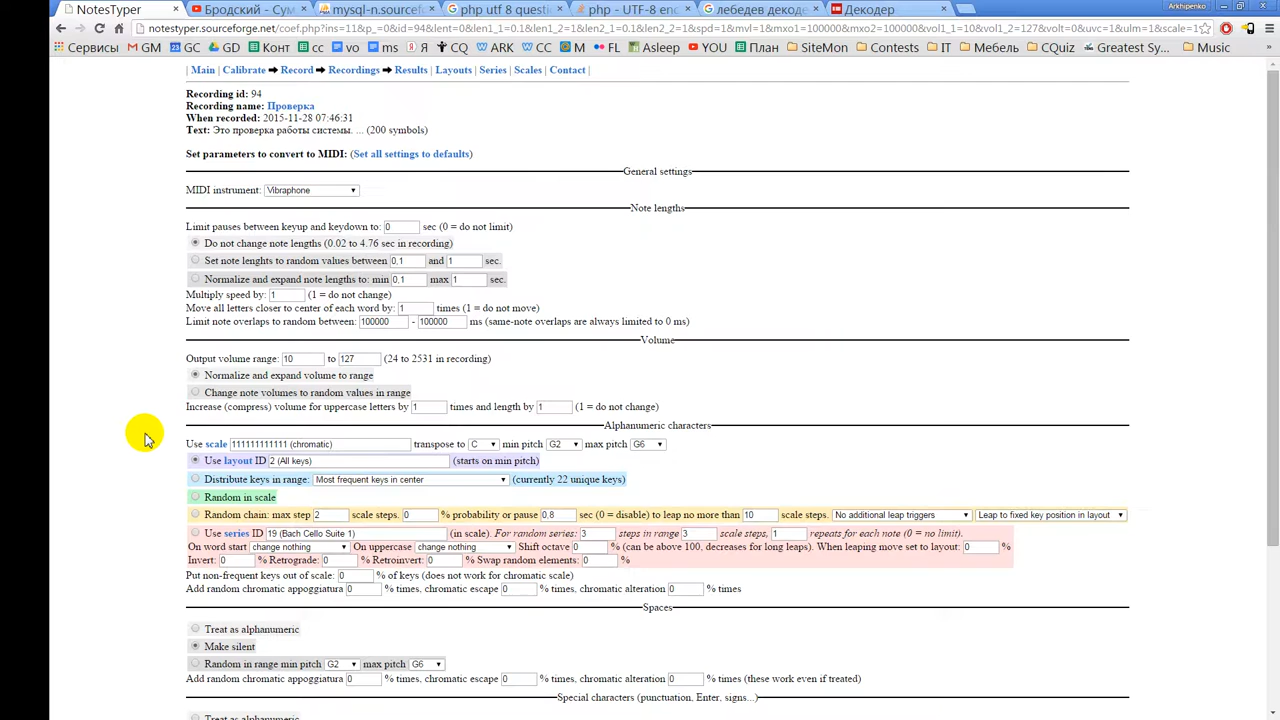 Arkhipenko
NotesTyper
Бродский - Сум
mysql-n.sourcefo
php utf 8 questi
php - UTF-8 enc
лебедев декоде
Декодер
notestyper.sourceforge.net/coef.php?ins=11&p_=0&id=94&lent=0&len1_1=0.1&len1_2=1&len2_1=0.1&len2_2=1&spd=1&mvl=1&mxo1=100000&mxo2=100000&vol1_1=10&vol1_2=127&volt=0&uvc=1&ulm=1&scale=1
Сервисы GM GC GD Конт cc vo ms Я CQ ARK CC M FL Asleep YOU План SiteMon Contests IT Мебель CQuiz Greatest Sy... Music
| Main | Calibrate Record Recordings Results | Layouts | Series | Scales | Contact |
Recording id: 94
Recording name: Проверка
When recorded: 2015-11-28 07:46:31
Text: Это проверка работы системы. ... (200 symbols)
Set parameters to convert to MIDI: (Set all settings to defaults)
General settings
MIDI instrument: Vibraphone
Note lengths
Limit pauses between keyup and keydown to: 0 sec (0 = do not limit)
Do not change note lengths (0.02 to 4.76 sec in recording)
Set note lenghts to random values between 0,1 and 1 sec.
Normalize and expand note lengths to: min 0,1 max 1 sec.
Multiply speed by: 1 (1 = do not change)
Move all letters closer to center of each word by: 1 times (1 = do not move)
Limit note overlaps to random between: 100000 - 100000 ms (same-note overlaps are always limited to 0 ms)
Volume
Output volume range: 10 to 127 (24 to 2531 in recording)
Normalize and expand volume to range
Change note volumes to random values in range
Increase (compress) volume for uppercase letters by 1 times and length by 1 (1 = do not change)
Alphanumeric characters
Use scale 111111111111 (chromatic) transpose to C min pitch G2 max pitch G6
Use layout ID 2 (All keys) (starts on min pitch)
Distribute keys in range: Most frequent keys in center (currently 22 unique keys)
Random in scale
Random chain: max step 2 scale steps. 0 % probability or pause 0,8 sec (0 = disable) to leap no more than 10 scale steps. No additional leap triggers Leap to fixed key position in layout
Use series ID 19 (Bach Cello Suite 1) (in scale). For random series: 3 steps in range 3 scale steps, 1 repeats for each note (0 = no limit).
On word start change nothing On uppercase change nothing Shift octave 0 % (can be above 100, decreases for long leaps). When leaping move set to layout: 0 %
Invert: 0 % Retrograde: 0 % Retroinvert: 0 % Swap random elements: 0 %
Put non-frequent keys out of scale: 0 % of keys (does not work for chromatic scale)
Add random chromatic appoggiatura 0 % times, chromatic escape 0 % times, chromatic alteration 0 % times
Spaces
Treat as alphanumeric
Make silent
Random in range min pitch G2 max pitch G6
Add random chromatic appoggiatura 0 % times, chromatic escape 0 % times, chromatic alteration 0 % times (these work even if treated)
Special characters (punctuation, Enter, signs...)
Treat as alphanumeric